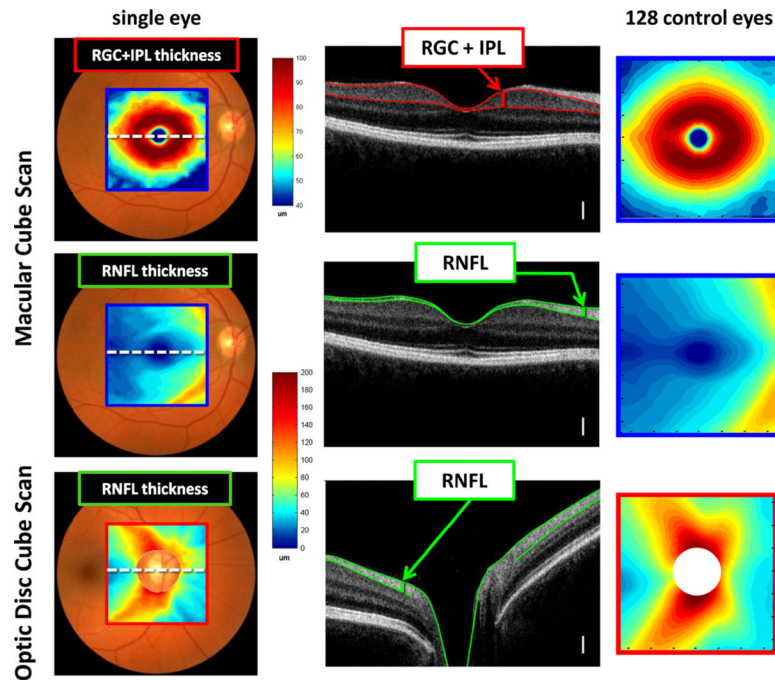 single eye
128 control eyes
Macular Cube Scan
RGC+IPL thickness
100
90
80
70
60
50
40
um
RGC + IPL
RNFL thickness
RNFL
200
180
160
140
120
100
80
60
40
20
0
um
Optic Disc Cube Scan
RNFL thickness
RNFL